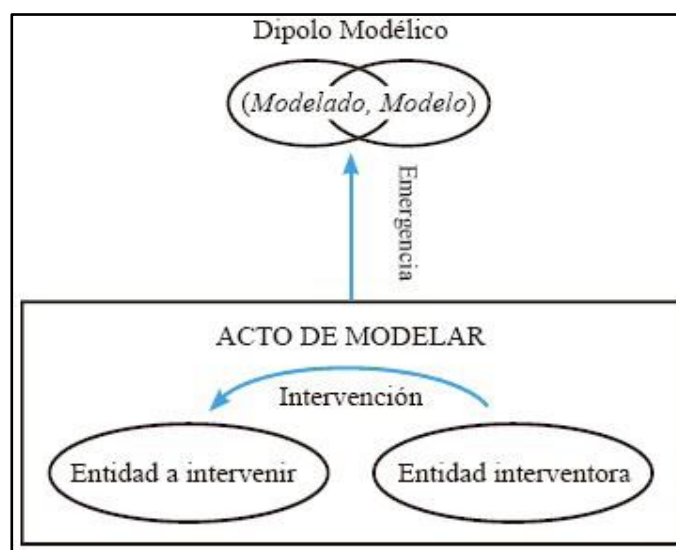 Dipolo Modélico
(Modelado, Modelo)
Emergencia
ACTO DE MODELAR
Intervención
Entidad a intervenir
Entidad interventora